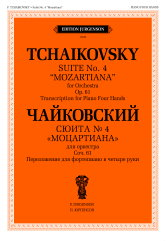 EDITION JURGENSON
TCHAIKOVSKY
SUITE No. 4
"MOZARTIANA"
for Orchestra
Op. 61
Transcription for Piano Four Hands
ЧАЙКОВСКИЙ
СЮИТА № 4
«МОЦАРТИАНА»
для оркестра
Соч. 61
Переложение для фортепиано в четыре руки
P. JURGENSON
П. ЮРГЕНСОН